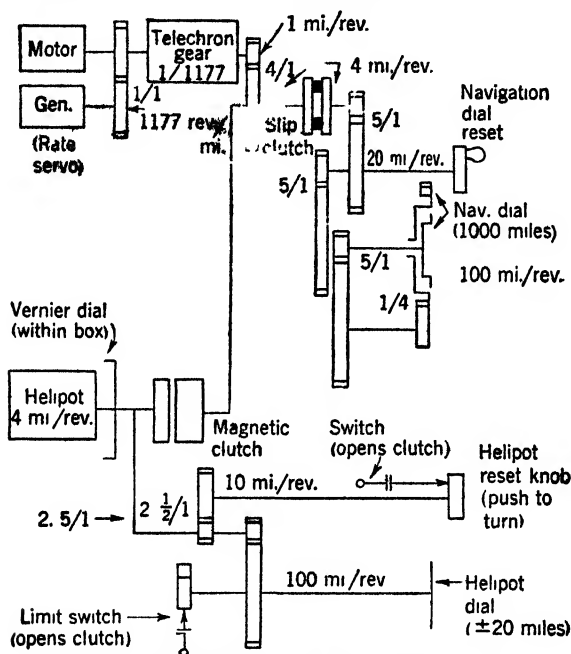 Motor
Telechron
gear
1/1177
1 mi./rev.
4/1
4 mi./rev.
Gen.
1/1
1177 rev/
mi.
(Rate
servo)
Slip
clutch
5/1
20 mi/rev.
Navigation
dial
reset
5/1
Nav. dial
(1000 miles)
5/1
100 mi./rev.
1/4
Vernier dial
(within box)
Helipot
4 mi/rev.
Magnetic
clutch
Switch
(opens clutch)
Helipot
reset knob
(push to
turn)
10 mi./rev.
2. 5/1
2 1/2/1
100 mi/rev
Limit switch
(opens clutch)
Helipot
dial
(±20 miles)